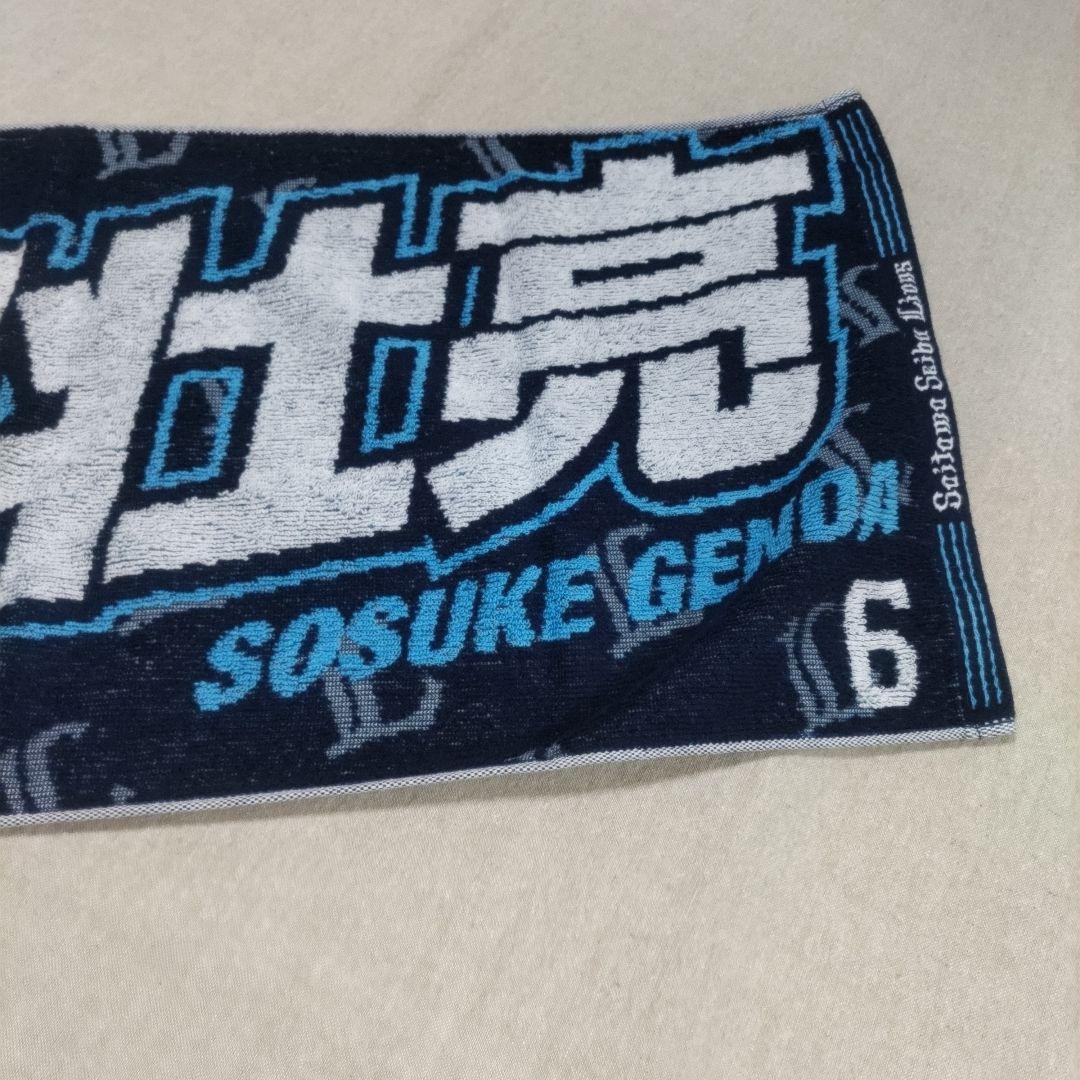 壮亮
SOSUKE GENDA
6
Saitama Seibu Lions